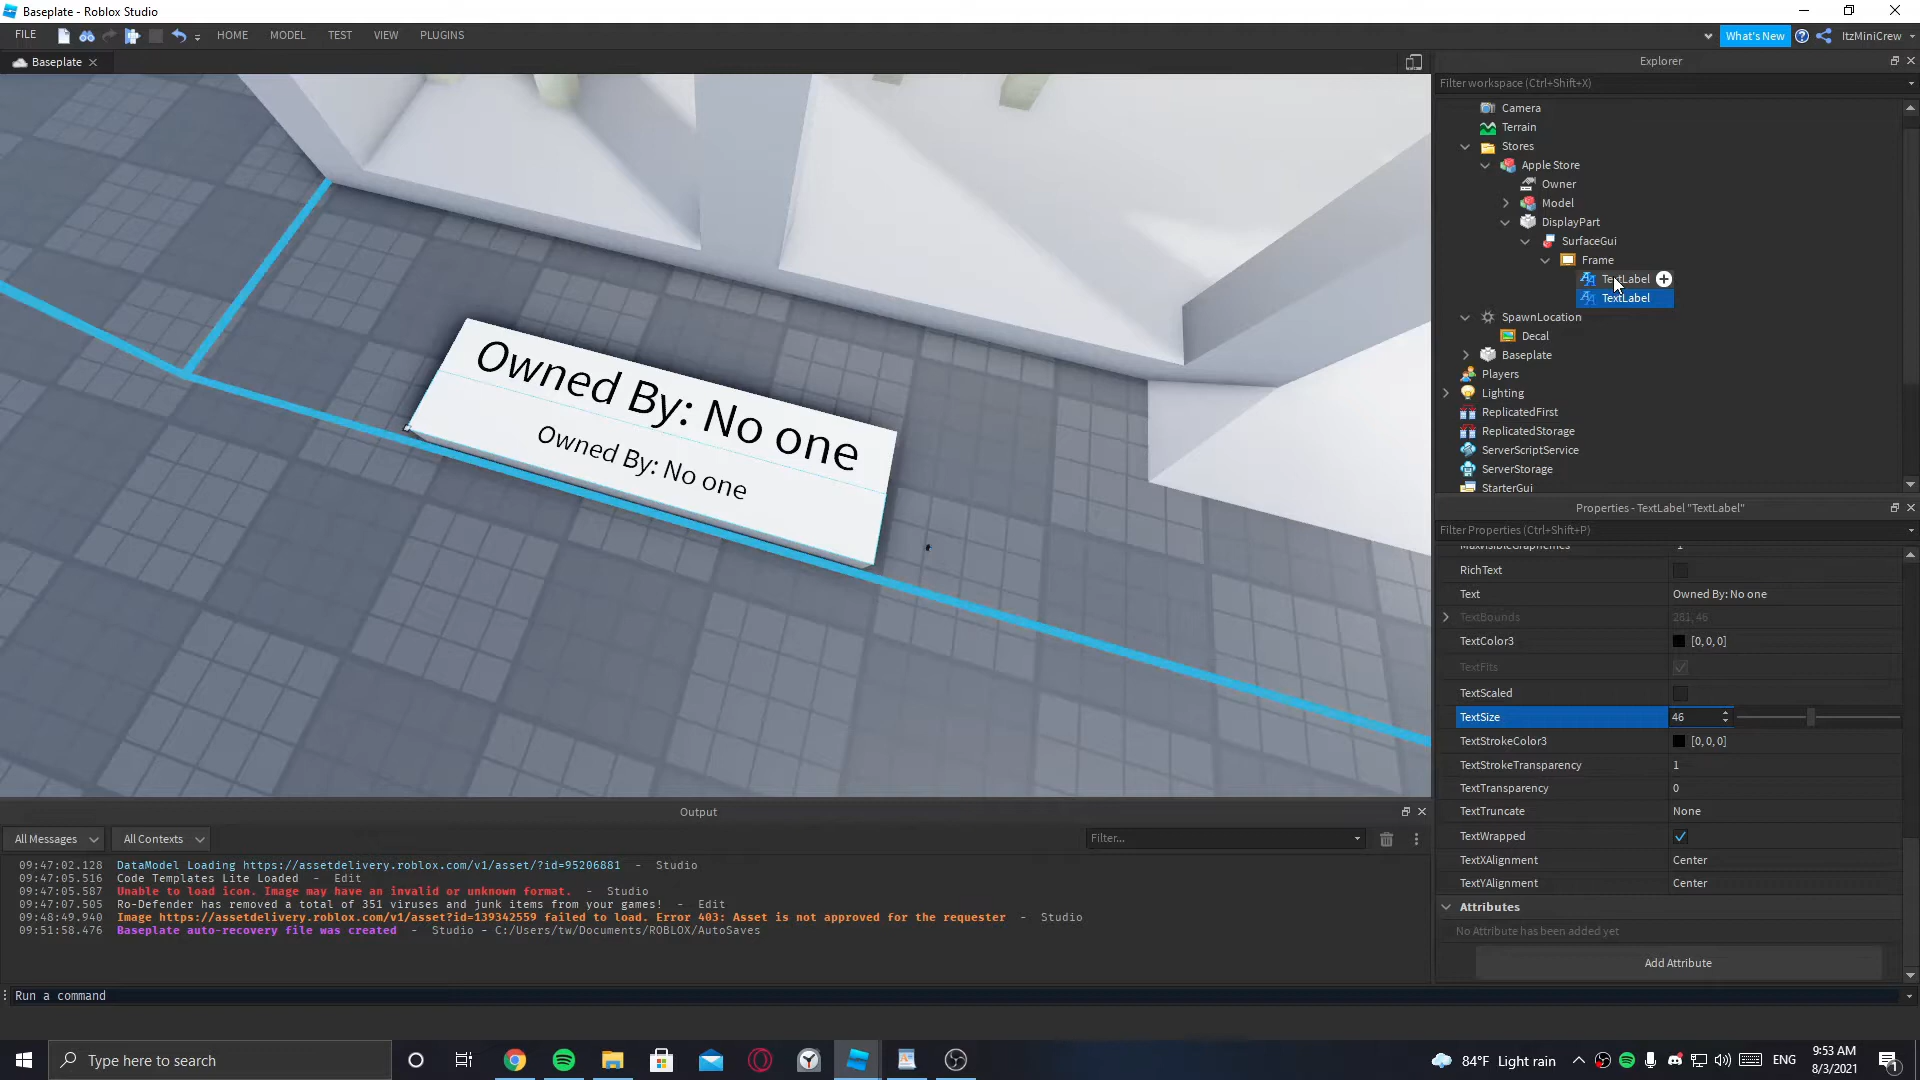 Baseplate - Roblox Studio
FILE HOME MODEL TEST VIEW PLUGINS What's New ItzMiniCrew
Baseplate
Owned By: No one
Owned By: No one
Explorer
Filter workspace (Ctrl+Shift+X)
Camera
Terrain
Stores
Apple Store
Owner
Model
DisplayPart
SurfaceGui
Frame
TextLabel
TextLabel
SpawnLocation
Decal
Baseplate
Players
Lighting
ReplicatedFirst
ReplicatedStorage
ServerScriptService
ServerStorage
StarterGui
Properties - TextLabel "TextLabel"
Filter Properties (Ctrl+Shift+P)
MaxVisibleGraphemes -1
RichText
Text Owned By: No one
TextBounds 281, 46
TextColor3 [0, 0, 0]
TextFits
TextScaled
TextSize 46
TextStrokeColor3 [0, 0, 0]
TextStrokeTransparency 1
TextTransparency 0
TextTruncate None
TextWrapped
TextXAlignment Center
TextYAlignment Center
Attributes
No Attribute has been added yet
Add Attribute
Output
All Messages All Contexts Filter...
09:47:02.128 DataModel Loading https://assetdelivery.roblox.com/v1/asset/?id=95206881 - Studio
09:47:05.516 Code Templates Lite Loaded - Edit
09:47:05.587 Unable to load icon. Image may have an invalid or unknown format. - Studio
09:47:07.505 Ro-Defender has removed a total of 351 viruses and junk items from your games! - Edit
09:48:49.940 Image https://assetdelivery.roblox.com/v1/asset?id=139342559 failed to load. Error 403: Asset is not approved for the requester - Studio
09:51:58.476 Baseplate auto-recovery file was created - Studio - C:/Users/tw/Documents/ROBLOX/AutoSaves
Run a command
Type here to search
84°F Light rain
ENG
9:53 AM
8/3/2021
1